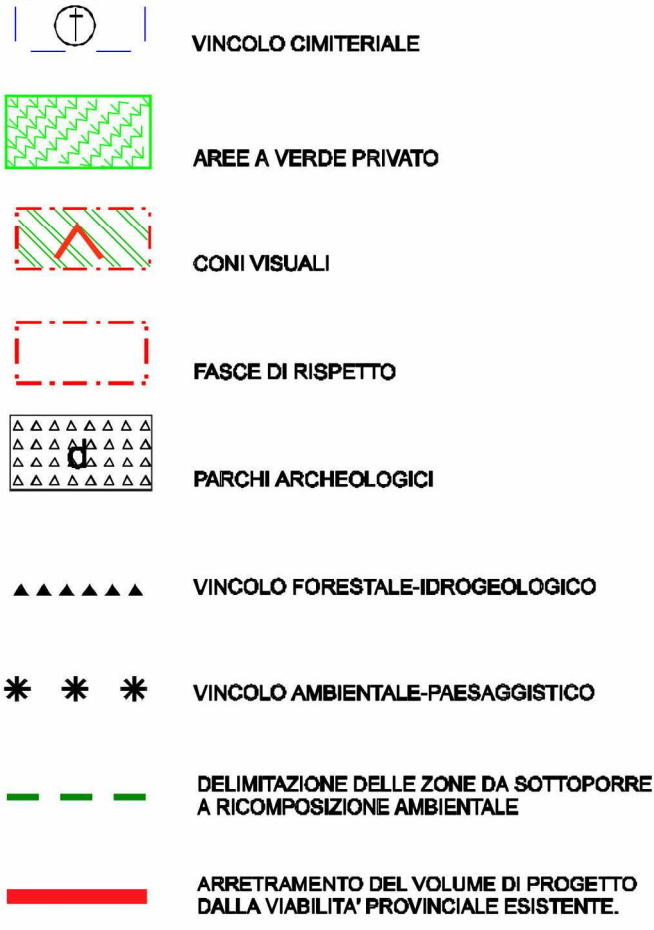 VINCOLO CIMITERIALE
AREE A VERDE PRIVATO
CONI VISUALI
FASCE DI RISPETTO
d
PARCHI ARCHEOLOGICI
VINCOLO FORESTALE-IDROGEOLOGICO
VINCOLO AMBIENTALE-PAESAGGISTICO
DELIMITAZIONE DELLE ZONE DA SOTTOPORRE
A RICOMPOSIZIONE AMBIENTALE
ARRETRAMENTO DEL VOLUME DI PROGETTO
DALLA VIABILITA' PROVINCIALE ESISTENTE.